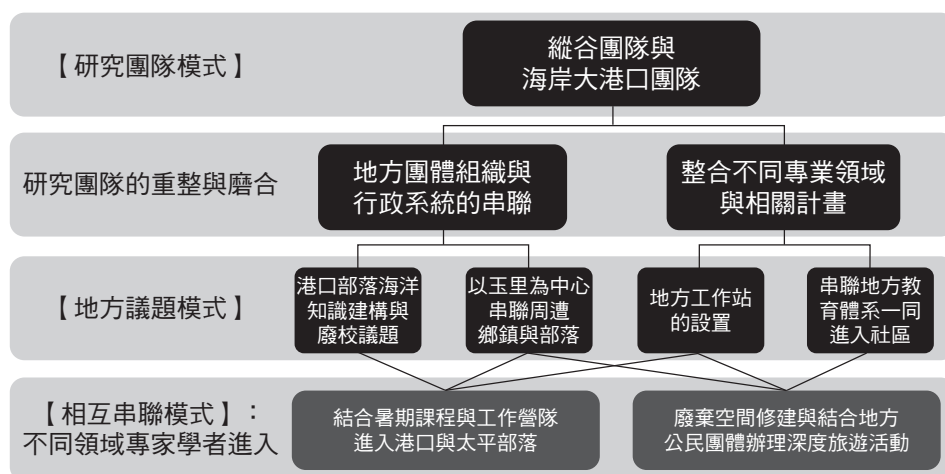 【研究團隊模式】
縱谷團隊與
海岸大港口團隊
研究團隊的重整與磨合
地方團體組織與
行政系統的串聯
整合不同專業領域
與相關計畫
【地方議題模式】
港口部落海洋
知識建構與
廢校議題
以玉里為中心
串聯周遭
鄉鎮與部落
地方工作站
的設置
串聯地方教
育體系一同
進入社區
【相互串聯模式】：
不同領域專家學者進入
結合暑期課程與工作營隊
進入港口與太平部落
廢棄空間修建與結合地方
公民團體辦理深度旅遊活動